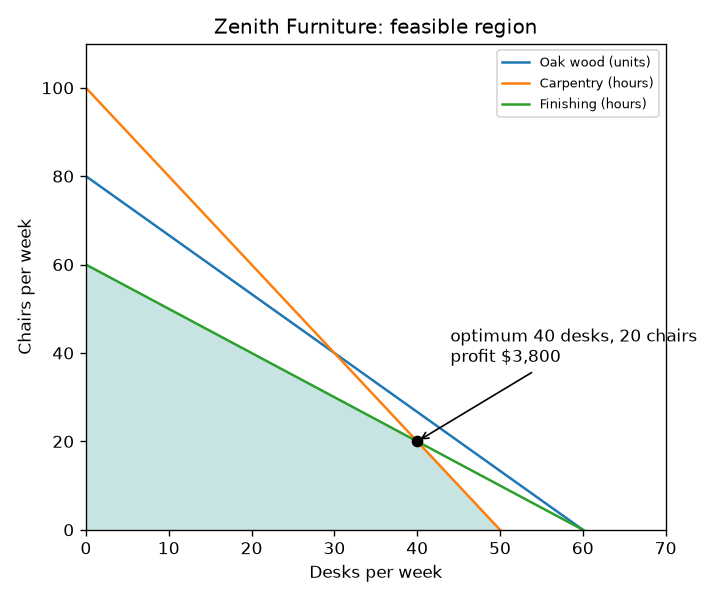 Zenith Furniture: feasible region
Oak wood (units)
Carpentry (hours)
Finishing (hours)
100
80
60
40
20
0
Chairs per week
optimum 40 desks, 20 chairs
profit $3,800
0 10 20 30 40 50 60 70
Desks per week